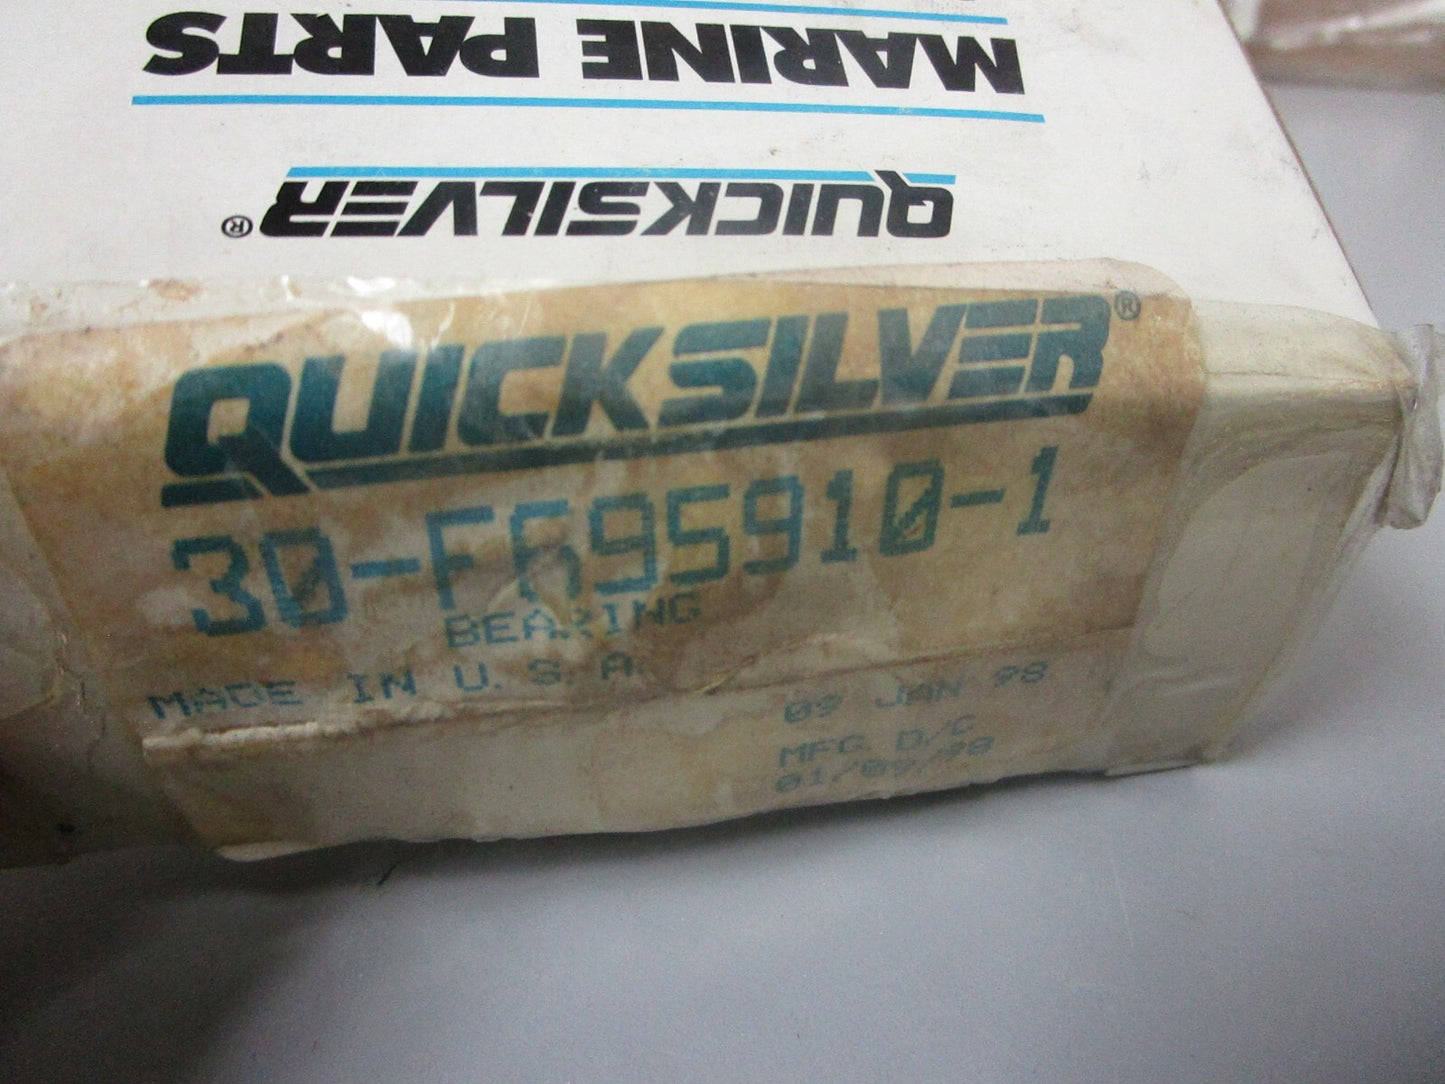 MARINE PARTS
QUICKSILVER®
QUICKSILVER®
30-F695910-1
BEARING
MADE IN U.S.A.
09 JAN 98
MFG D/C
01/09/98